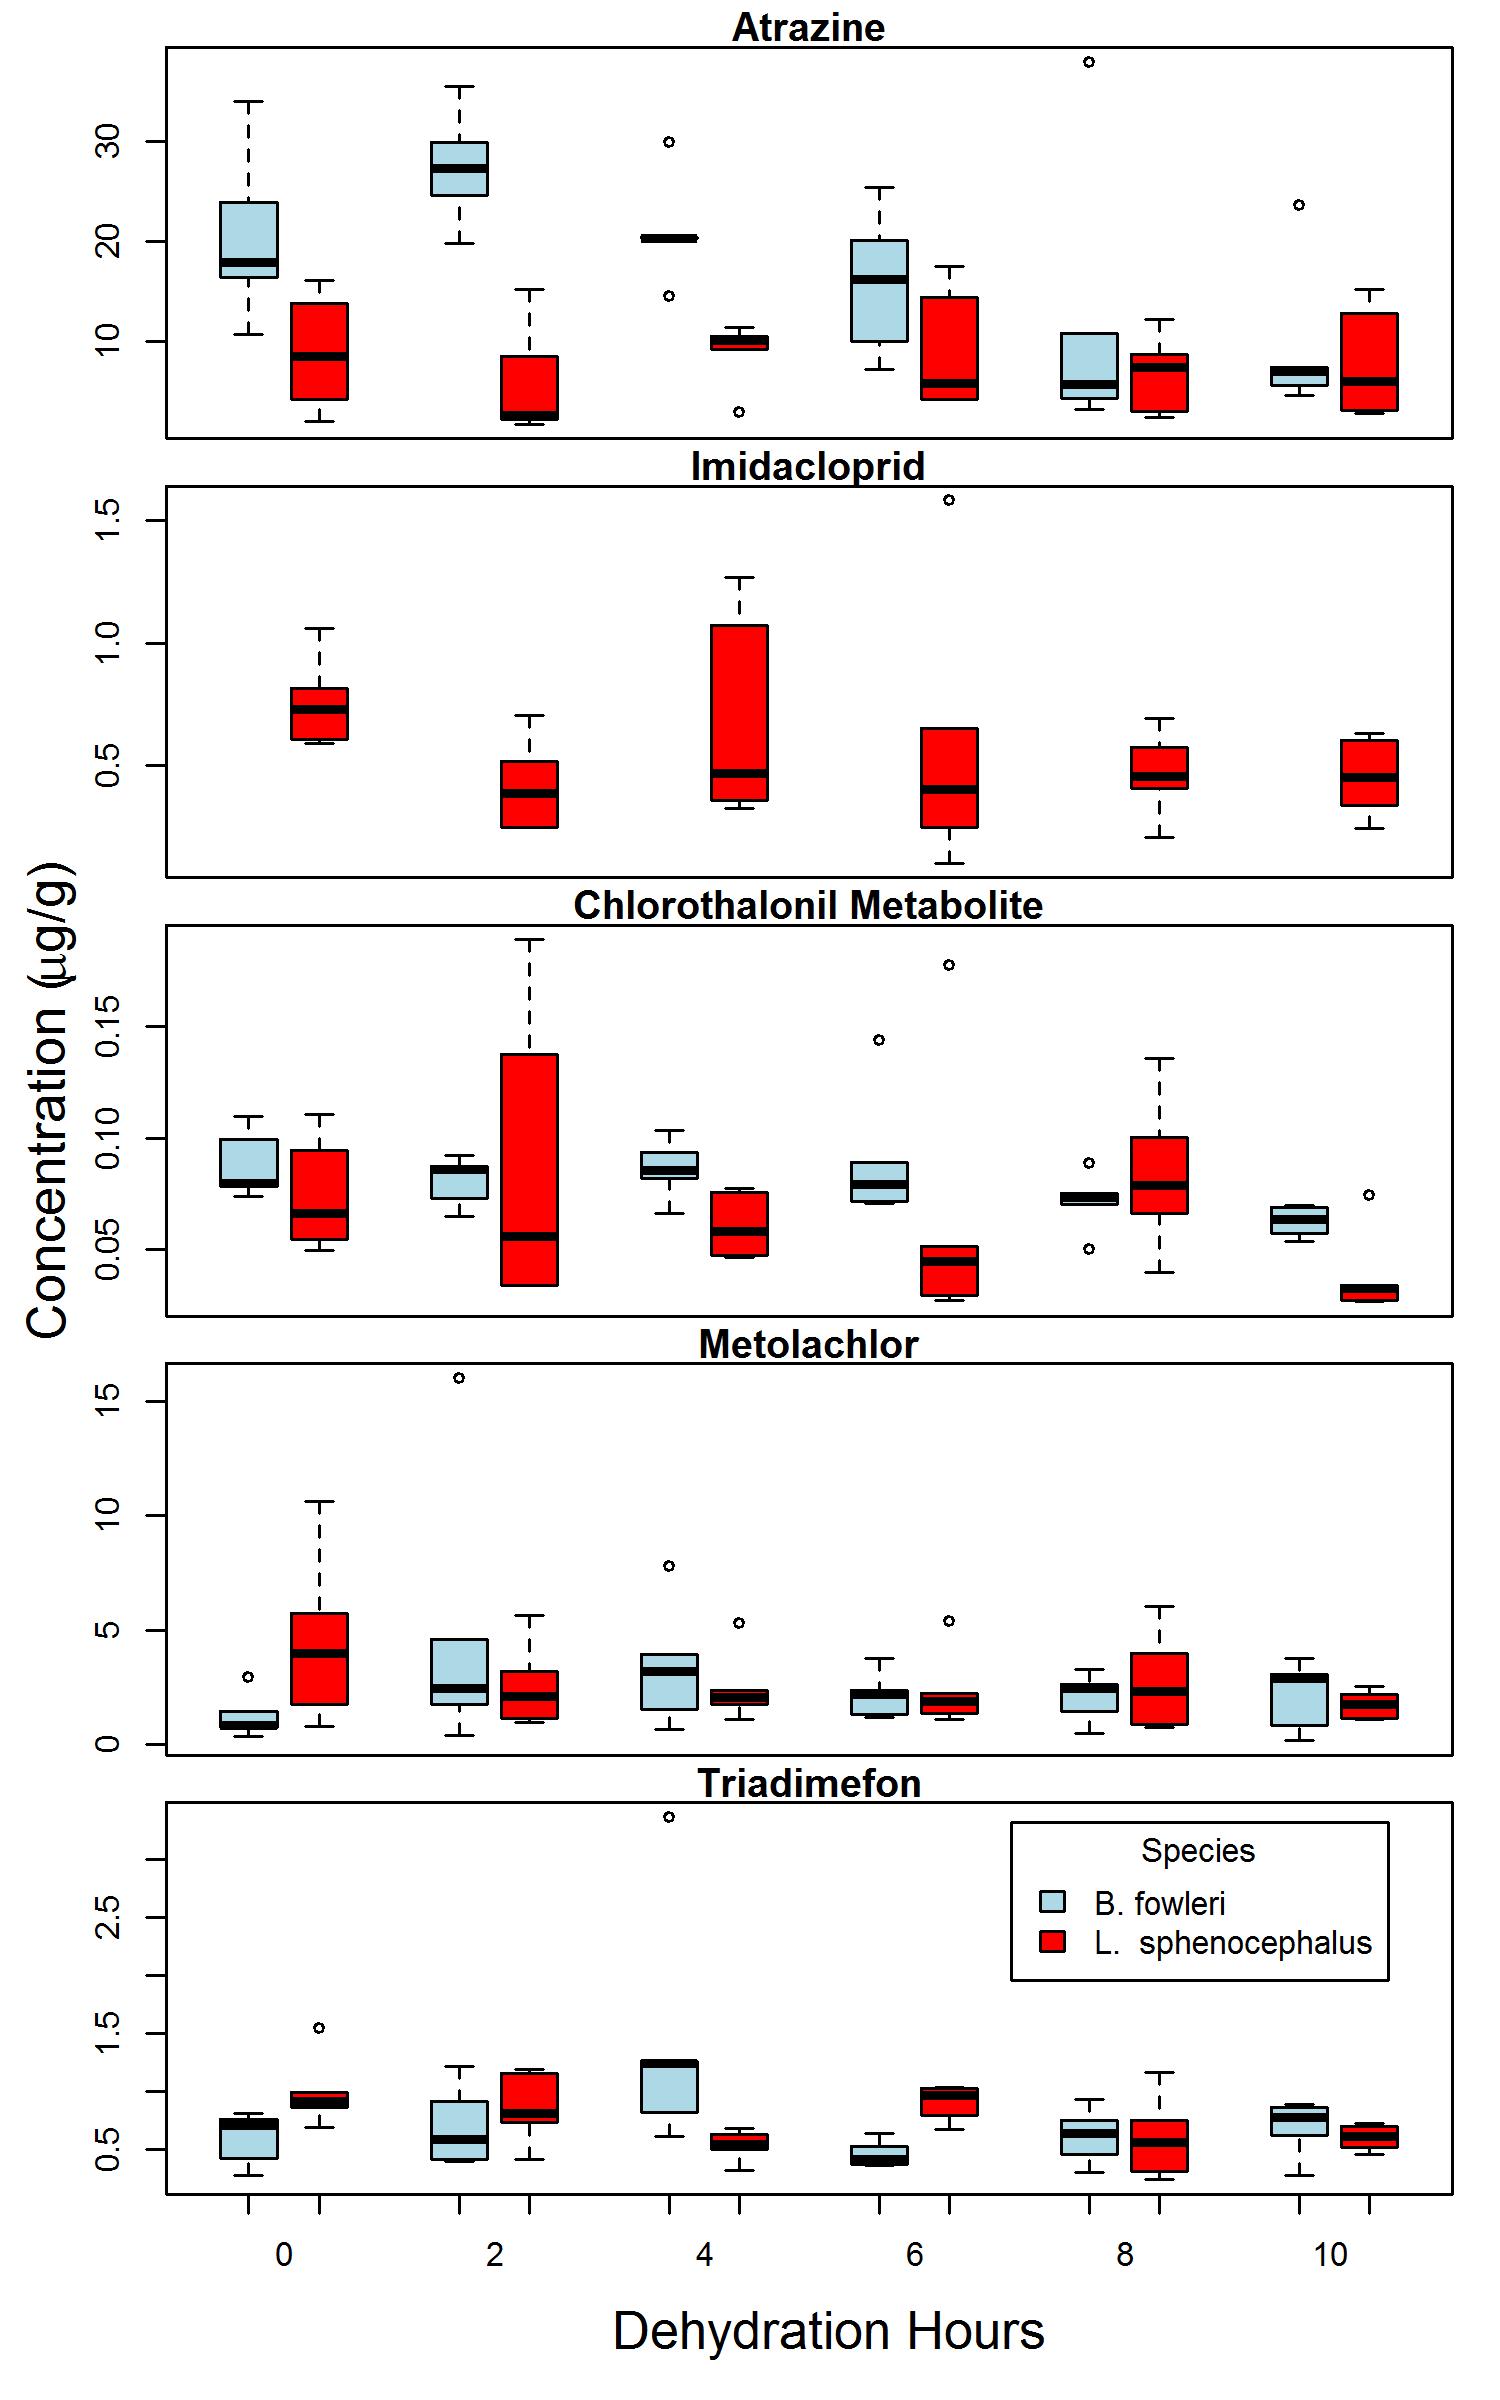 Atrazine
30
20
10
Imidacloprid
1.5
1.0
0.5
Chlorothalonil Metabolite
0.15
0.10
0.05
Concentration (μg/g)
Metolachlor
15
10
5
0
Triadimefon
2.5
1.5
0.5
Species
B. fowleri
L. sphenocephalus
0 2 4 6 8 10
Dehydration Hours